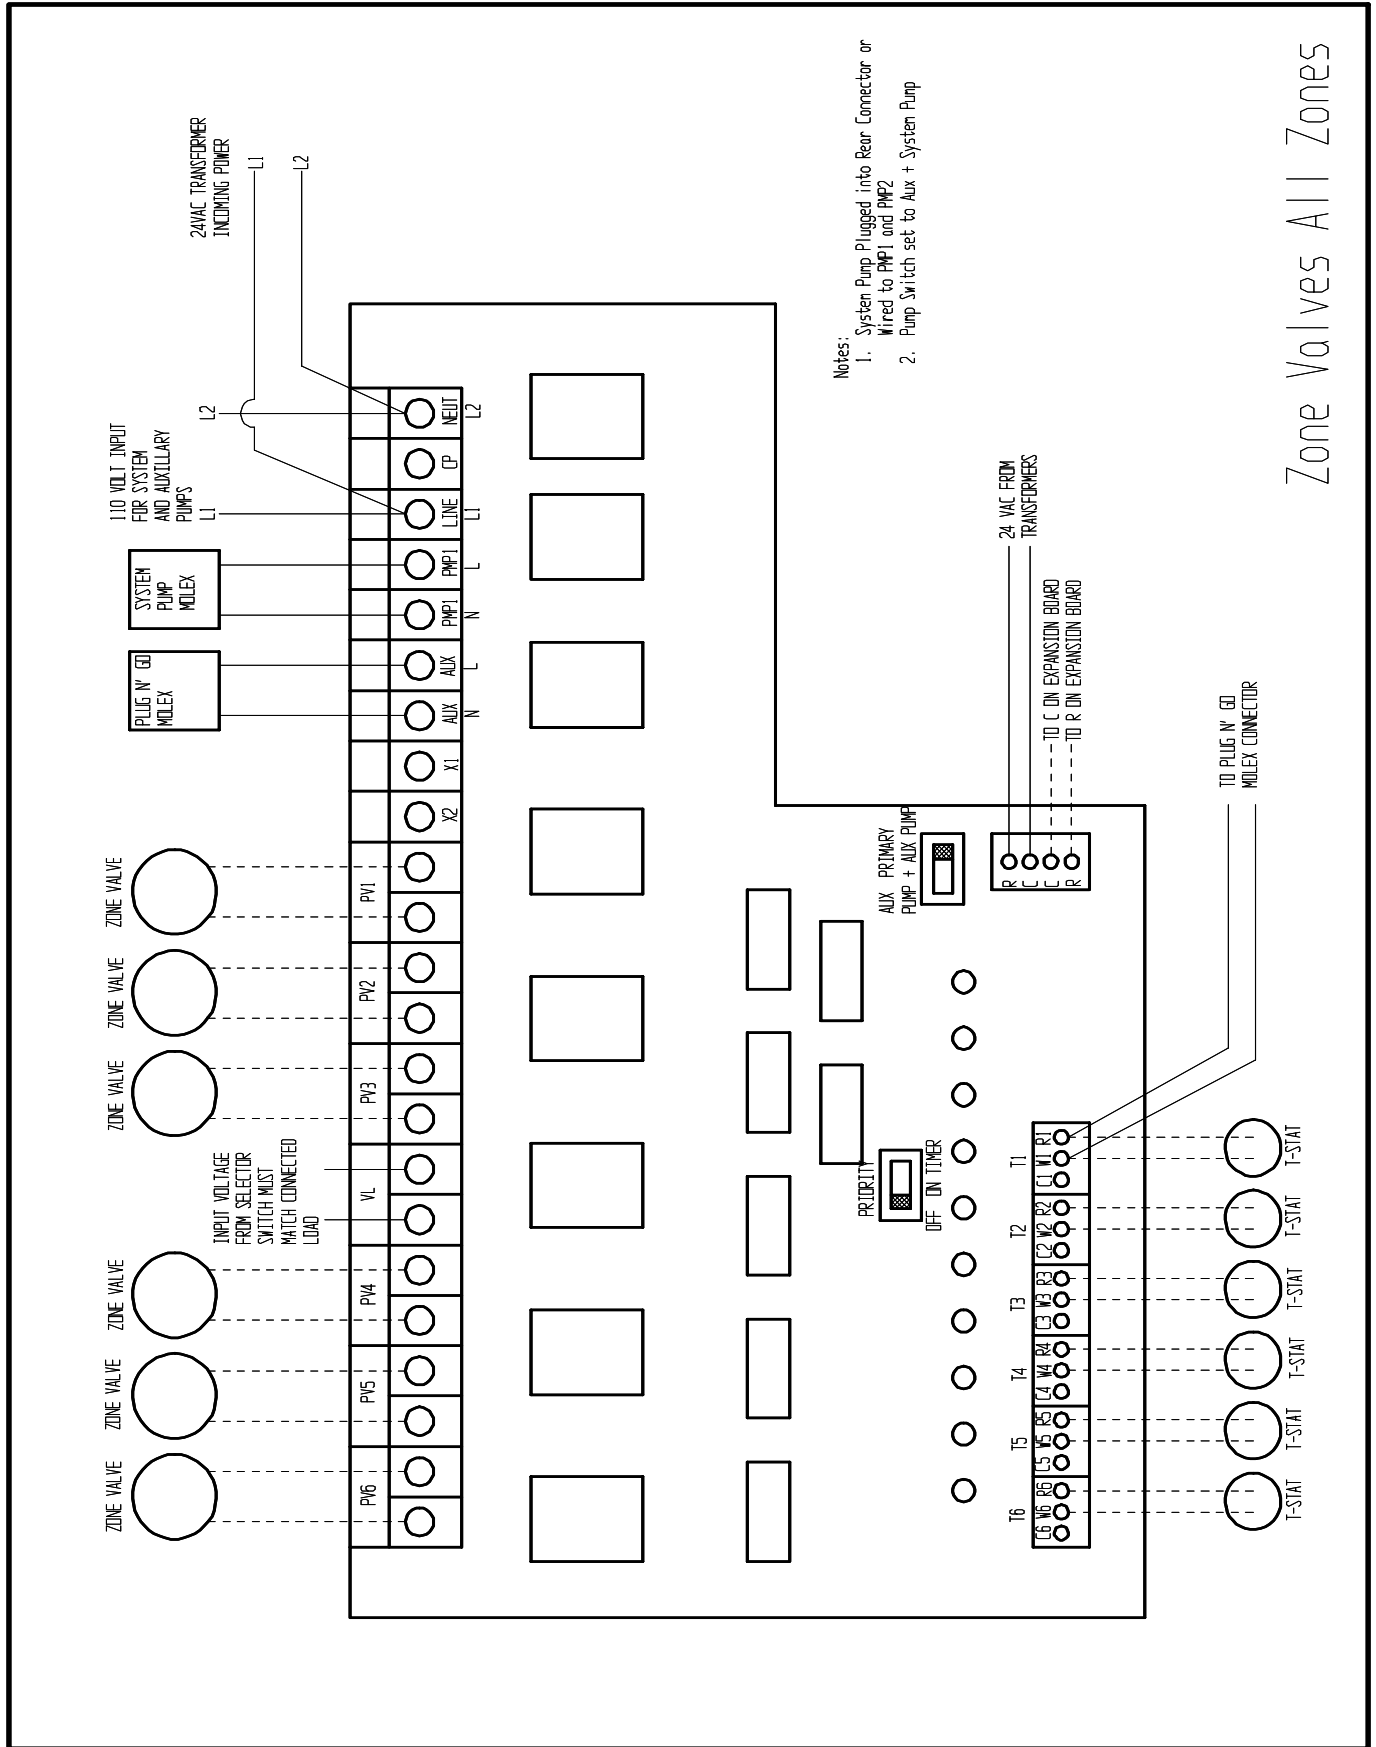 24VAC TRANSFORMER
INCOMING POWER
L1
L2
110 VOLT INPUT
FOR SYSTEM
AND AUXILLARY
PUMPS
L1
L2
SYSTEM
PUMP
MOLEX
PLUG N' GO
MOLEX
ZONE VALVE
ZONE VALVE
ZONE VALVE
INPUT VOLTAGE
FROM SELECTOR
SWITCH MUST
MATCH CONNECTED
LOAD
ZONE VALVE
ZONE VALVE
ZONE VALVE
PV6
PV5
PV4
VL
PV3
PV2
PV1
X2
X1
AUX
N
AUX
L
PMP1
N
PMP1
L
LINE
L1
CP
NEUT
L2
Notes:
1. System Pump Plugged into Rear Connector or
Wired to PMP1 and PMP2
2. Pump Switch set to Aux + System Pump
AUX PRIMARY
PUMP + AUX PUMP
PRIORITY
OFF ON TIMER
R
C
C
R
24 VAC FROM
TRANSFORMERS
TO C ON EXPANSION BOARD
TO R ON EXPANSION BOARD
T6
T5
T4
T3
T2
T1
C6 W6 R6
C5 W5 R5
C4 W4 R4
C3 W3 R3
C2 W2 R2
C1 W1 R1
TO PLUG N' GO
MOLEX CONNECTOR
T-STAT
T-STAT
T-STAT
T-STAT
T-STAT
T-STAT
Zone Valves All Zones